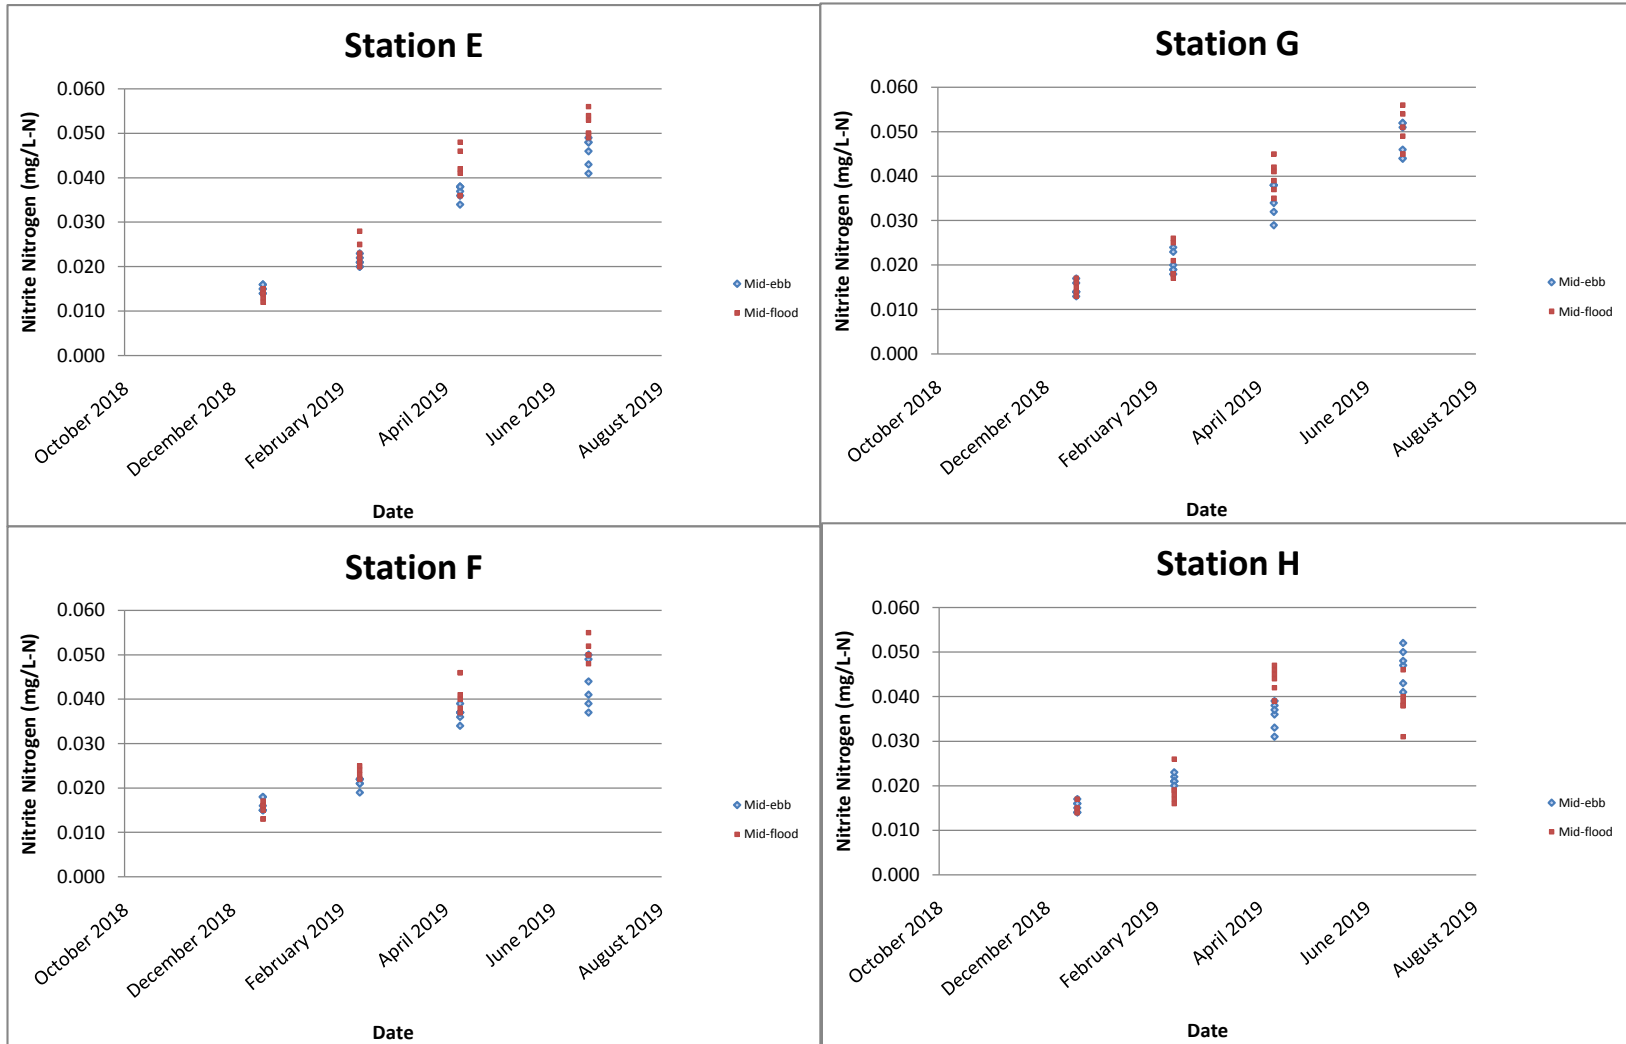 Station E
Nitrite Nitrogen (mg/L-N)
0.060
0.050
0.040
0.030
0.020
0.010
0.000
October 2018
December 2018
February 2019
April 2019
June 2019
August 2019
Date
Mid-ebb
Mid-flood
Station G
Nitrite Nitrogen (mg/L-N)
0.060
0.050
0.040
0.030
0.020
0.010
0.000
October 2018
December 2018
February 2019
April 2019
June 2019
August 2019
Date
Mid-ebb
Mid-flood
Station F
Nitrite Nitrogen (mg/L-N)
0.060
0.050
0.040
0.030
0.020
0.010
0.000
October 2018
December 2018
February 2019
April 2019
June 2019
August 2019
Date
Mid-ebb
Mid-flood
Station H
Nitrite Nitrogen (mg/L-N)
0.060
0.050
0.040
0.030
0.020
0.010
0.000
October 2018
December 2018
February 2019
April 2019
June 2019
August 2019
Date
Mid-ebb
Mid-flood